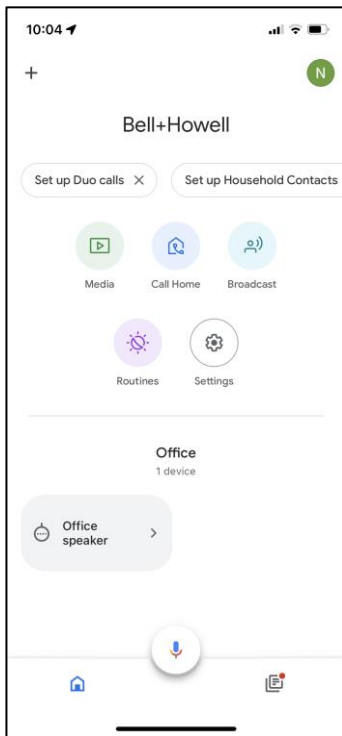 10:04
N
Bell+Howell
Set up Duo calls
Set up Household Contacts
Media
Call Home
Broadcast
Routines
Settings
Office
1 device
Office
speaker